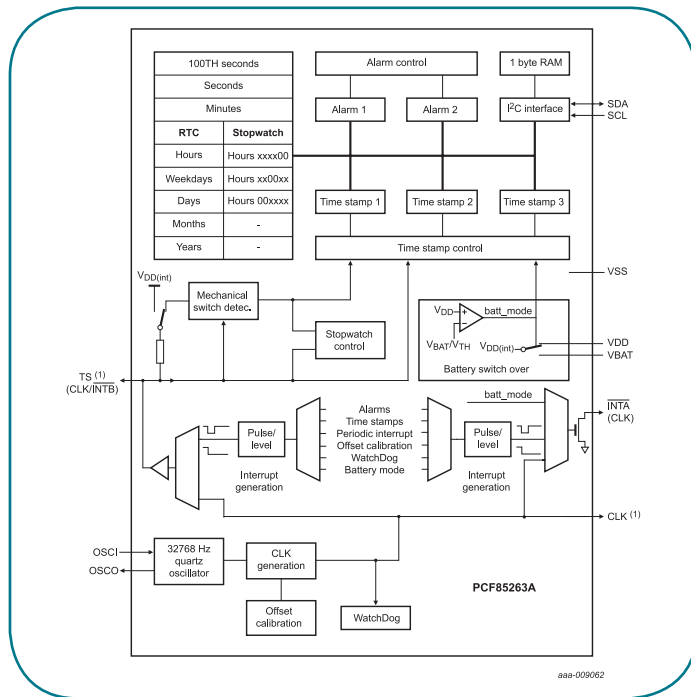 100TH seconds
Seconds
Minutes
RTC Stopwatch
Hours Hours xxxx00
Weekdays Hours xx00xx
Days Hours 00xxxx
Months -
Years -
Alarm control
Alarm 1
Alarm 2
1 byte RAM
I²C interface
SDA
SCL
Time stamp 1
Time stamp 2
Time stamp 3
Time stamp control
VSS
VDD(int)
Mechanical
switch detec.
Stopwatch
control
VDD
VBAT/VTH
batt_mode
VDD(int)
Battery switch over
VDD
VBAT
TS (1)
(CLK/I̅N̅T̅B̅)
Pulse/
level
Interrupt
generation
Alarms
Time stamps
Periodic interrupt
Offset calibration
WatchDog
Battery mode
batt_mode
Pulse/
level
Interrupt
generation
I̅N̅T̅A̅
(CLK)
CLK (1)
OSCI
OSCO
32768 Hz
quartz
oscillator
CLK
generation
Offset
calibration
WatchDog
PCF85263A
aaa-009062